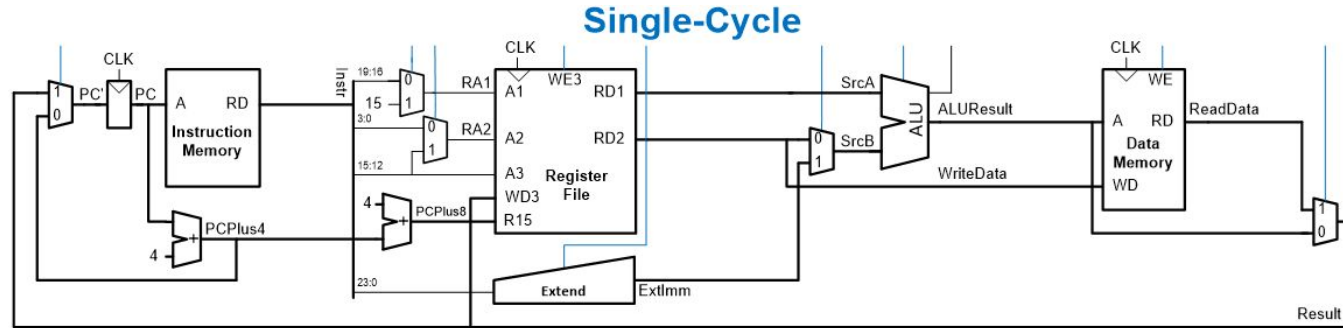 Single-Cycle
CLK
CLK
CLK
1
0
PC'
PC
A
RD
Instruction
Memory
Instr
19:16
15
0
1
RA1
3:0
0
1
RA2
15:12
A1
A2
A3
WD3
R15
WE3
RD1
RD2
Register
File
SrcA
0
1
SrcB
ALU
ALUResult
WriteData
WE
A
RD
Data
Memory
WD
ReadData
1
0
4
+
PCPlus4
4
+
PCPlus8
23:0
Extend
ExtImm
Result